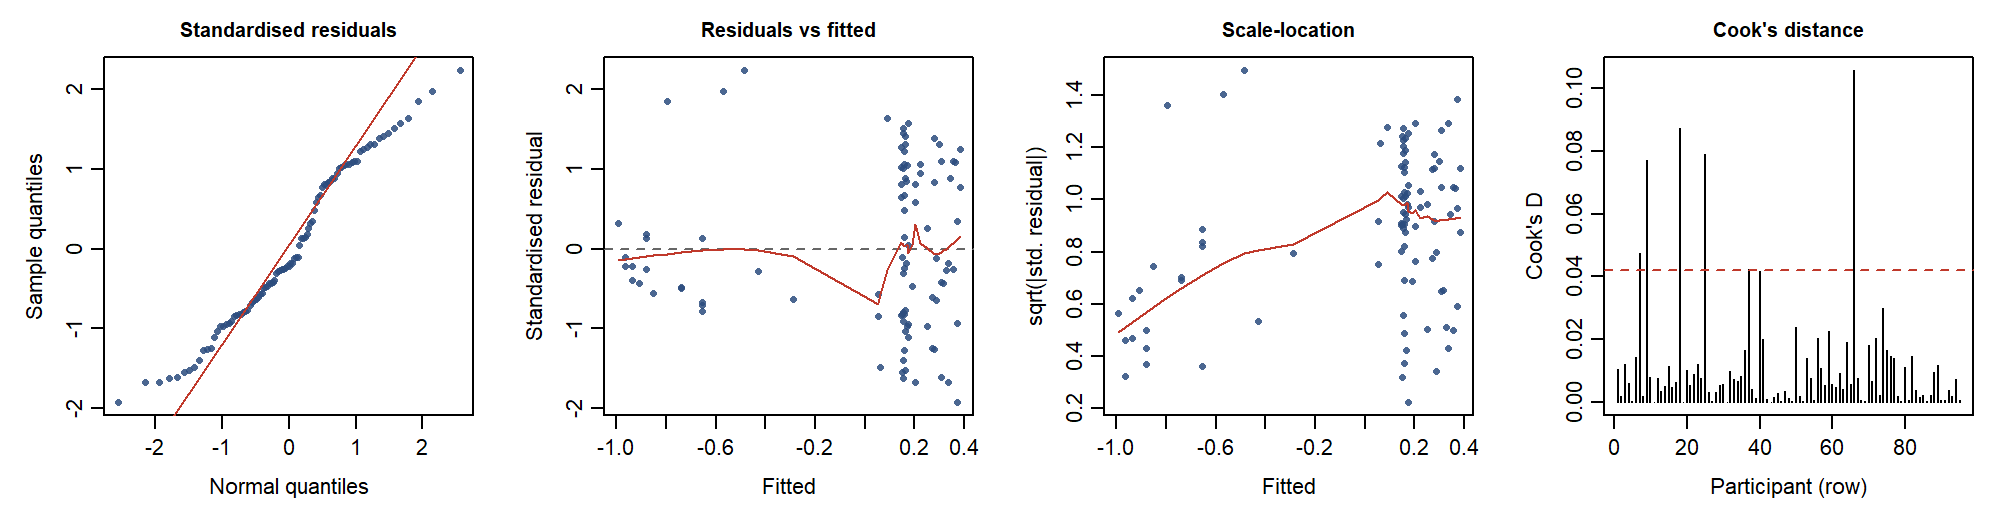 Standardised residuals
2
1
0
-1
-2
Sample quantiles
-2 -1 0 1 2
Normal quantiles
Residuals vs fitted
2
1
0
-1
-2
Standardised residual
-1.0 -0.6 -0.2 0.2 0.4
Fitted
Scale-location
1.4
1.2
1.0
0.8
0.6
0.4
0.2
sqrt(|std. residual|)
-1.0 -0.6 -0.2 0.2 0.4
Fitted
Cook's distance
0.10
0.08
0.06
0.04
0.02
0.00
Cook's D
0 20 40 60 80
Participant (row)